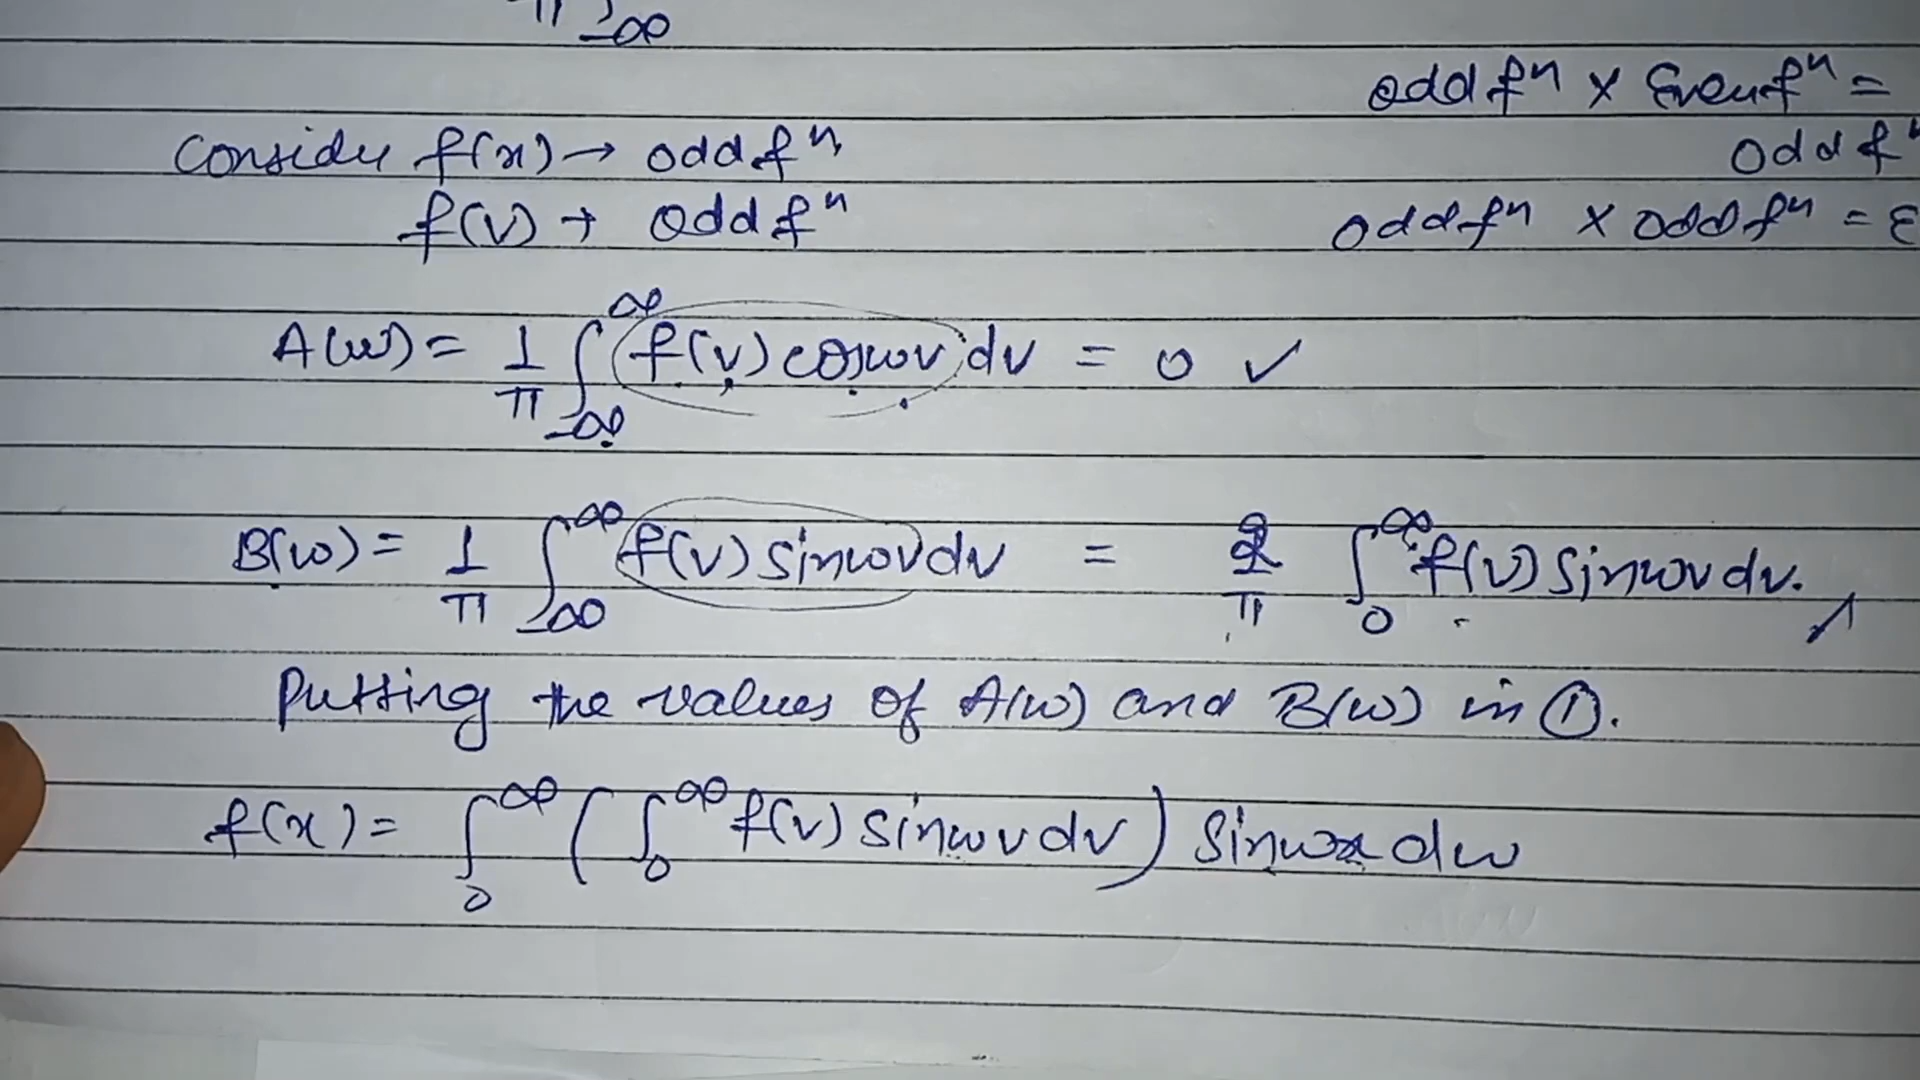 π ∫ -∞
odd fⁿ × Even fⁿ =
Odd fⁿ
Consider f(x) → odd fⁿ
f(v) → Odd fⁿ
odd fⁿ × odd fⁿ = E
A(w) = 1/π ∫_{-∞}^{∞} f(v) cos wv dv = 0 ✓
B(w) = 1/π ∫_{-∞}^{∞} f(v) sin wv dv = 2/π ∫_0^∞ f(v) sin wv dv.
Putting the values of A(w) and B(w) in ①.
f(x) = ∫_0^∞ ( ∫_0^∞ f(v) sin wv dv ) sin wx dw